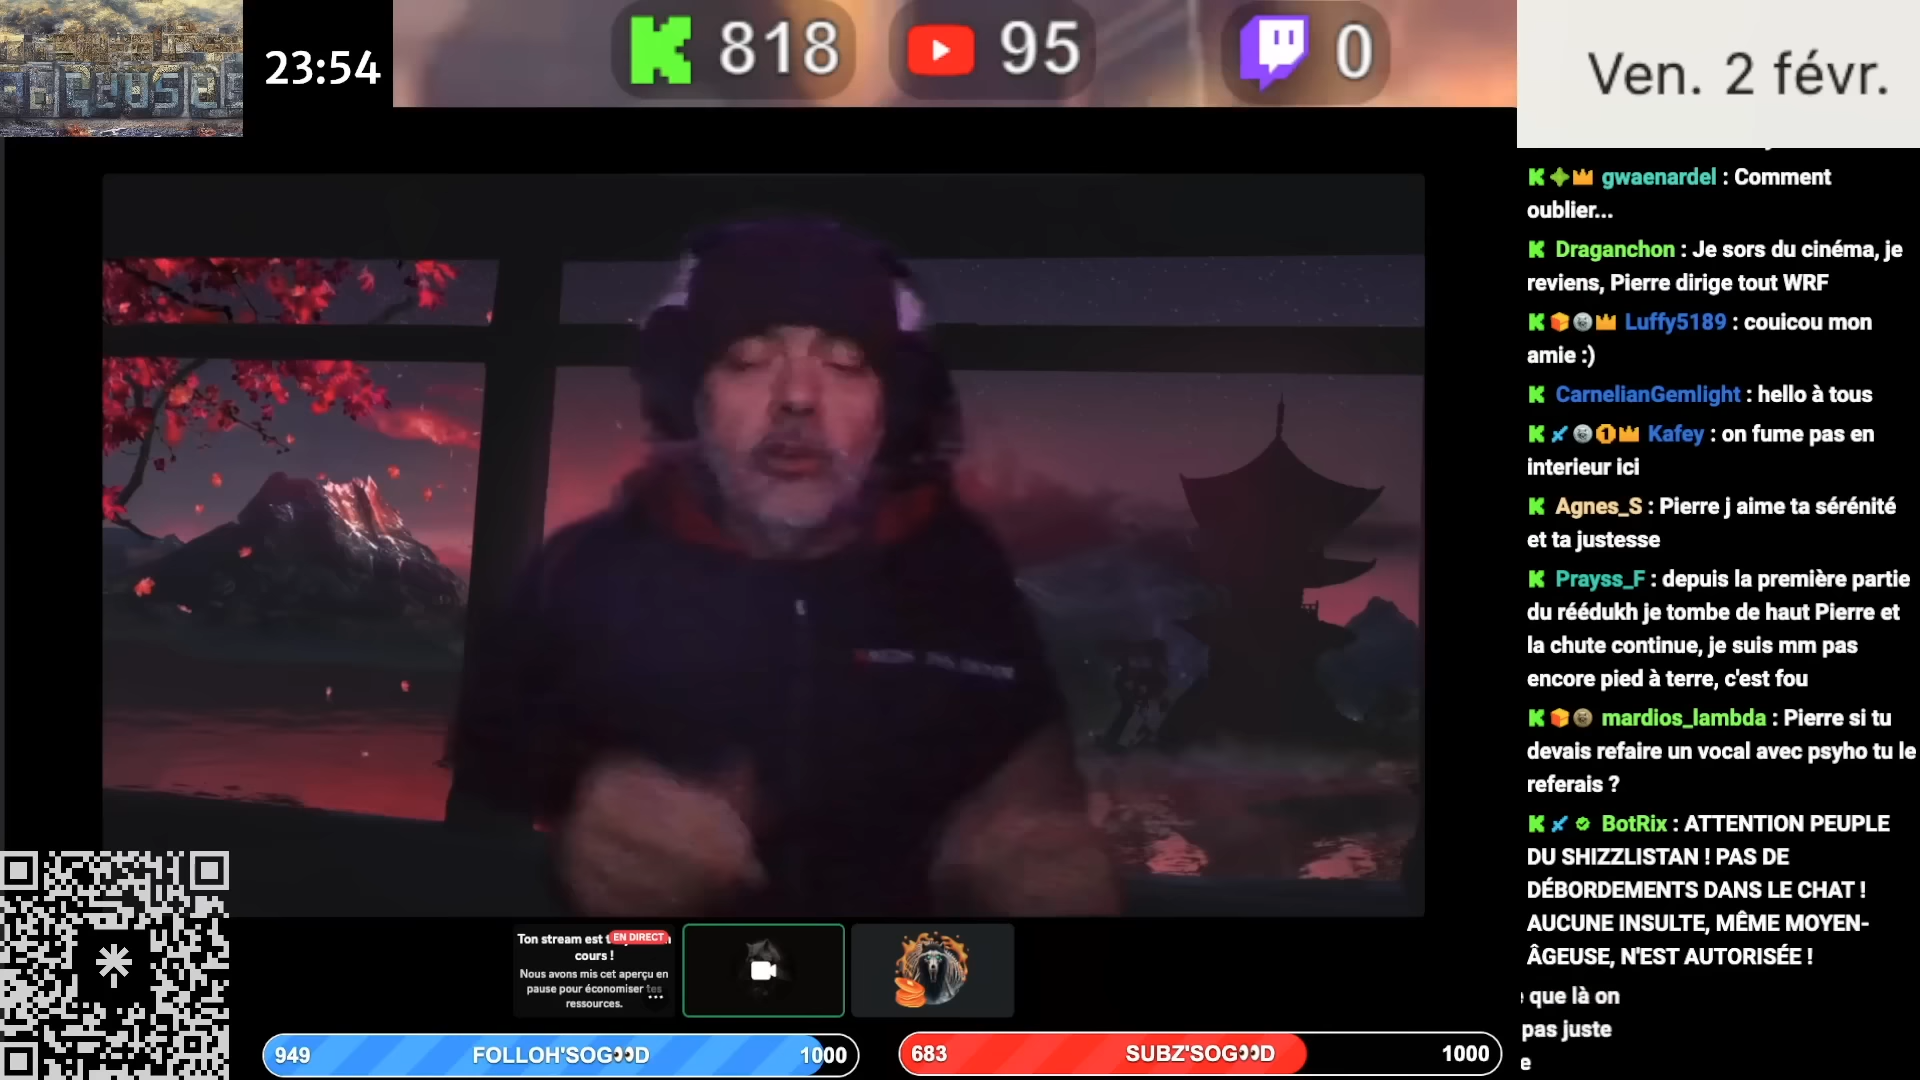 23:54
818
95
0
Ven. 2 févr.
gwaenardel : Comment
oublier...
Draganchon : Je sors du cinéma, je
reviens, Pierre dirige tout WRF
Luffy5189 : couicou mon
amie :)
CarnelianGemlight : hello à tous
Kafey : on fume pas en
interieur ici
Agnes_S : Pierre j aime ta sérénité
et ta justesse
Prayss_F : depuis la première partie
du réédukh je tombe de haut Pierre et
la chute continue, je suis mm pas
encore pied à terre, c'est fou
mardios_lambda : Pierre si tu
devais refaire un vocal avec psyho tu le
referais ?
BotRix : ATTENTION PEUPLE
DU SHIZZLISTAN ! PAS DE
DÉBORDEMENTS DANS LE CHAT !
AUCUNE INSULTE, MÊME MOYEN-
ÂGEUSE, N'EST AUTORISÉE !
que là on
pas juste
e
Ton stream est
EN DIRECT
cours !
Nous avons mis cet aperçu en
pause pour économiser tes
ressources.
949 FOLLOH'SOG👀D 1000
683 SUBZ'SOG👀D 1000